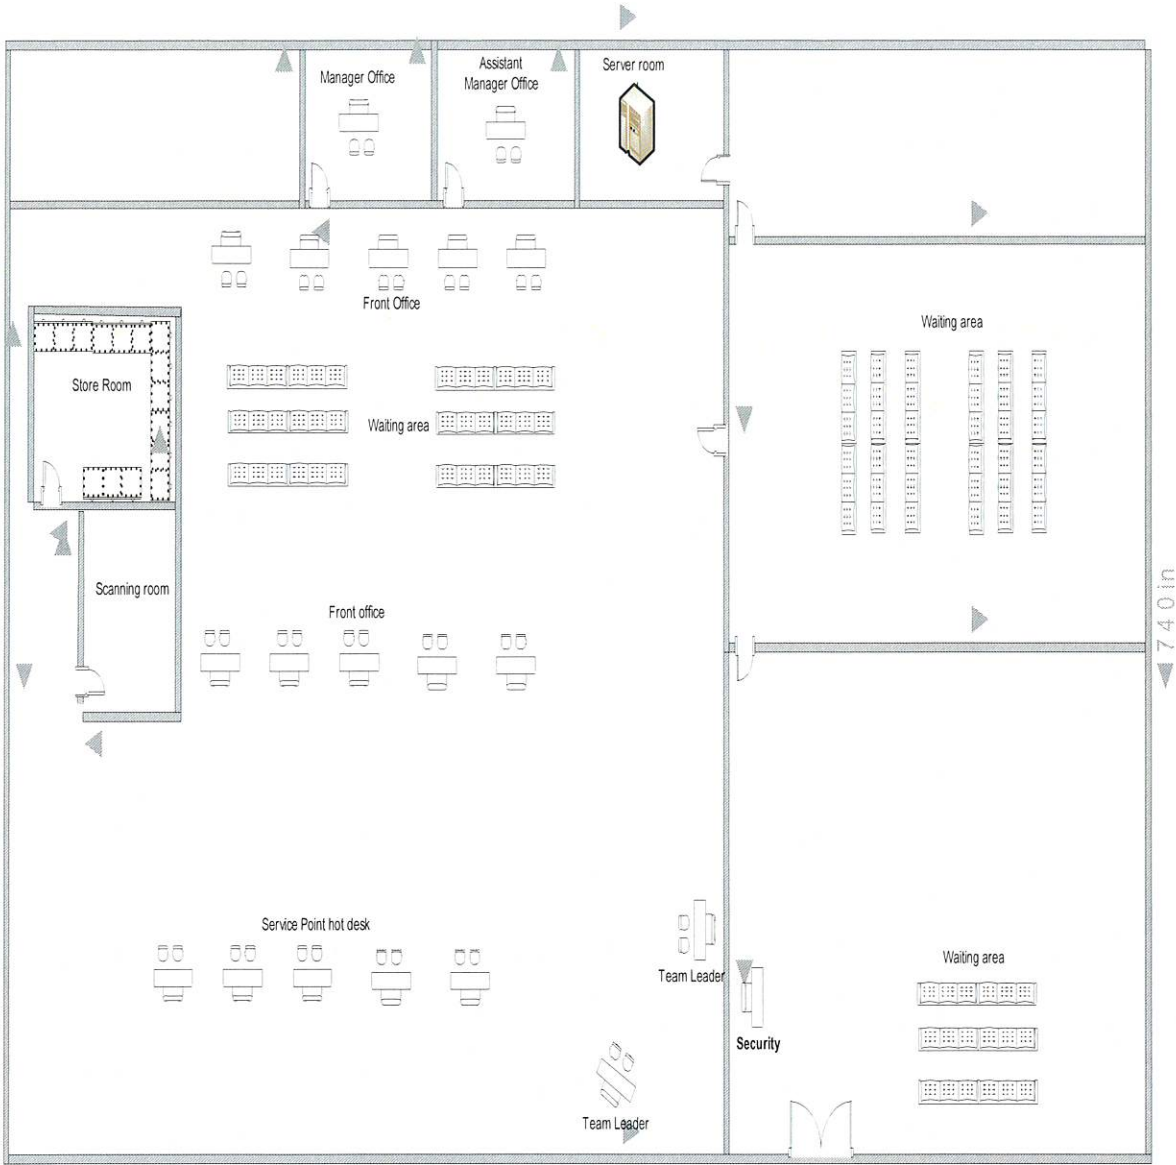 Manager Office
Assistant
Manager Office
Server room
Front Office
Waiting area
Store Room
Waiting area
Scanning room
740 in
Front office
Service Point hot desk
Team Leader
Waiting area
Security
Team Leader